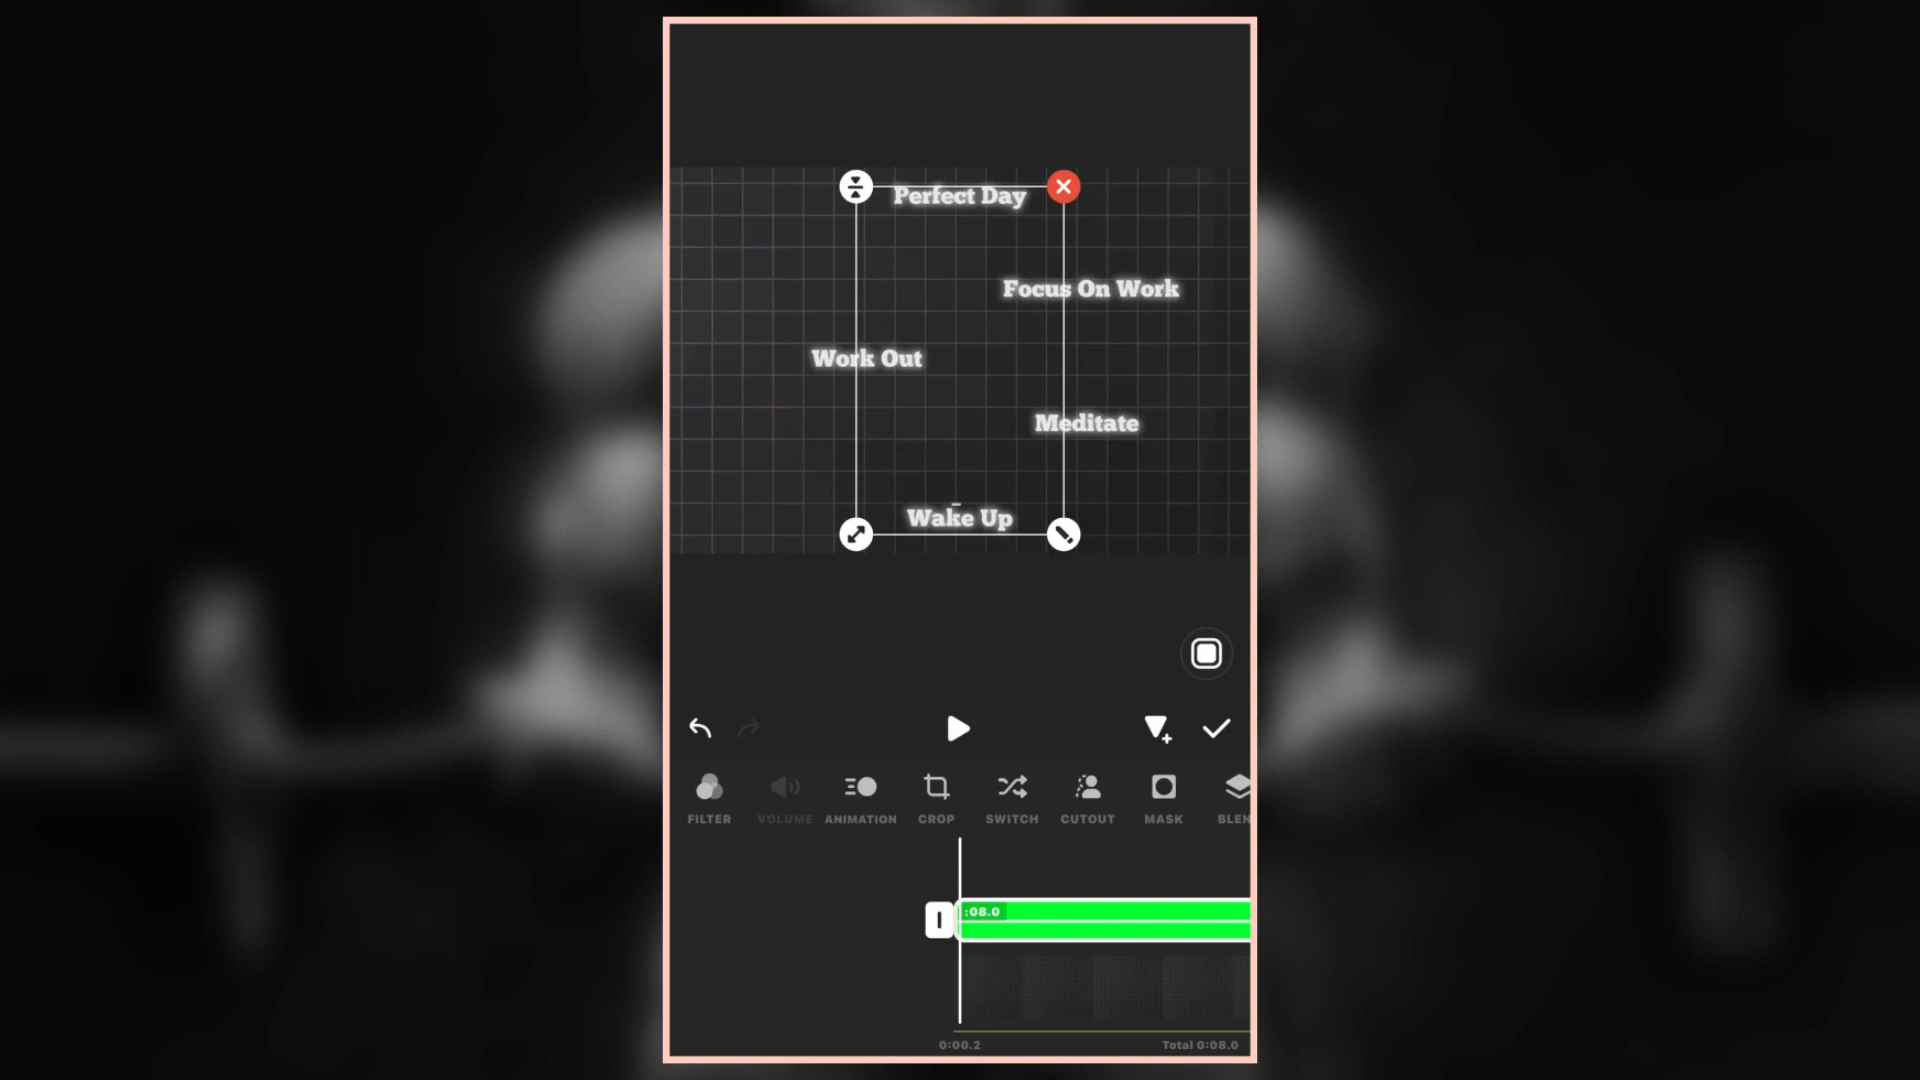 Perfect Day
Focus On Work
Work Out
Meditate
Wake Up
FILTER VOLUME ANIMATION CROP SWITCH CUTOUT MASK BLEN
:08.0
0:00.2 Total 0:08.0